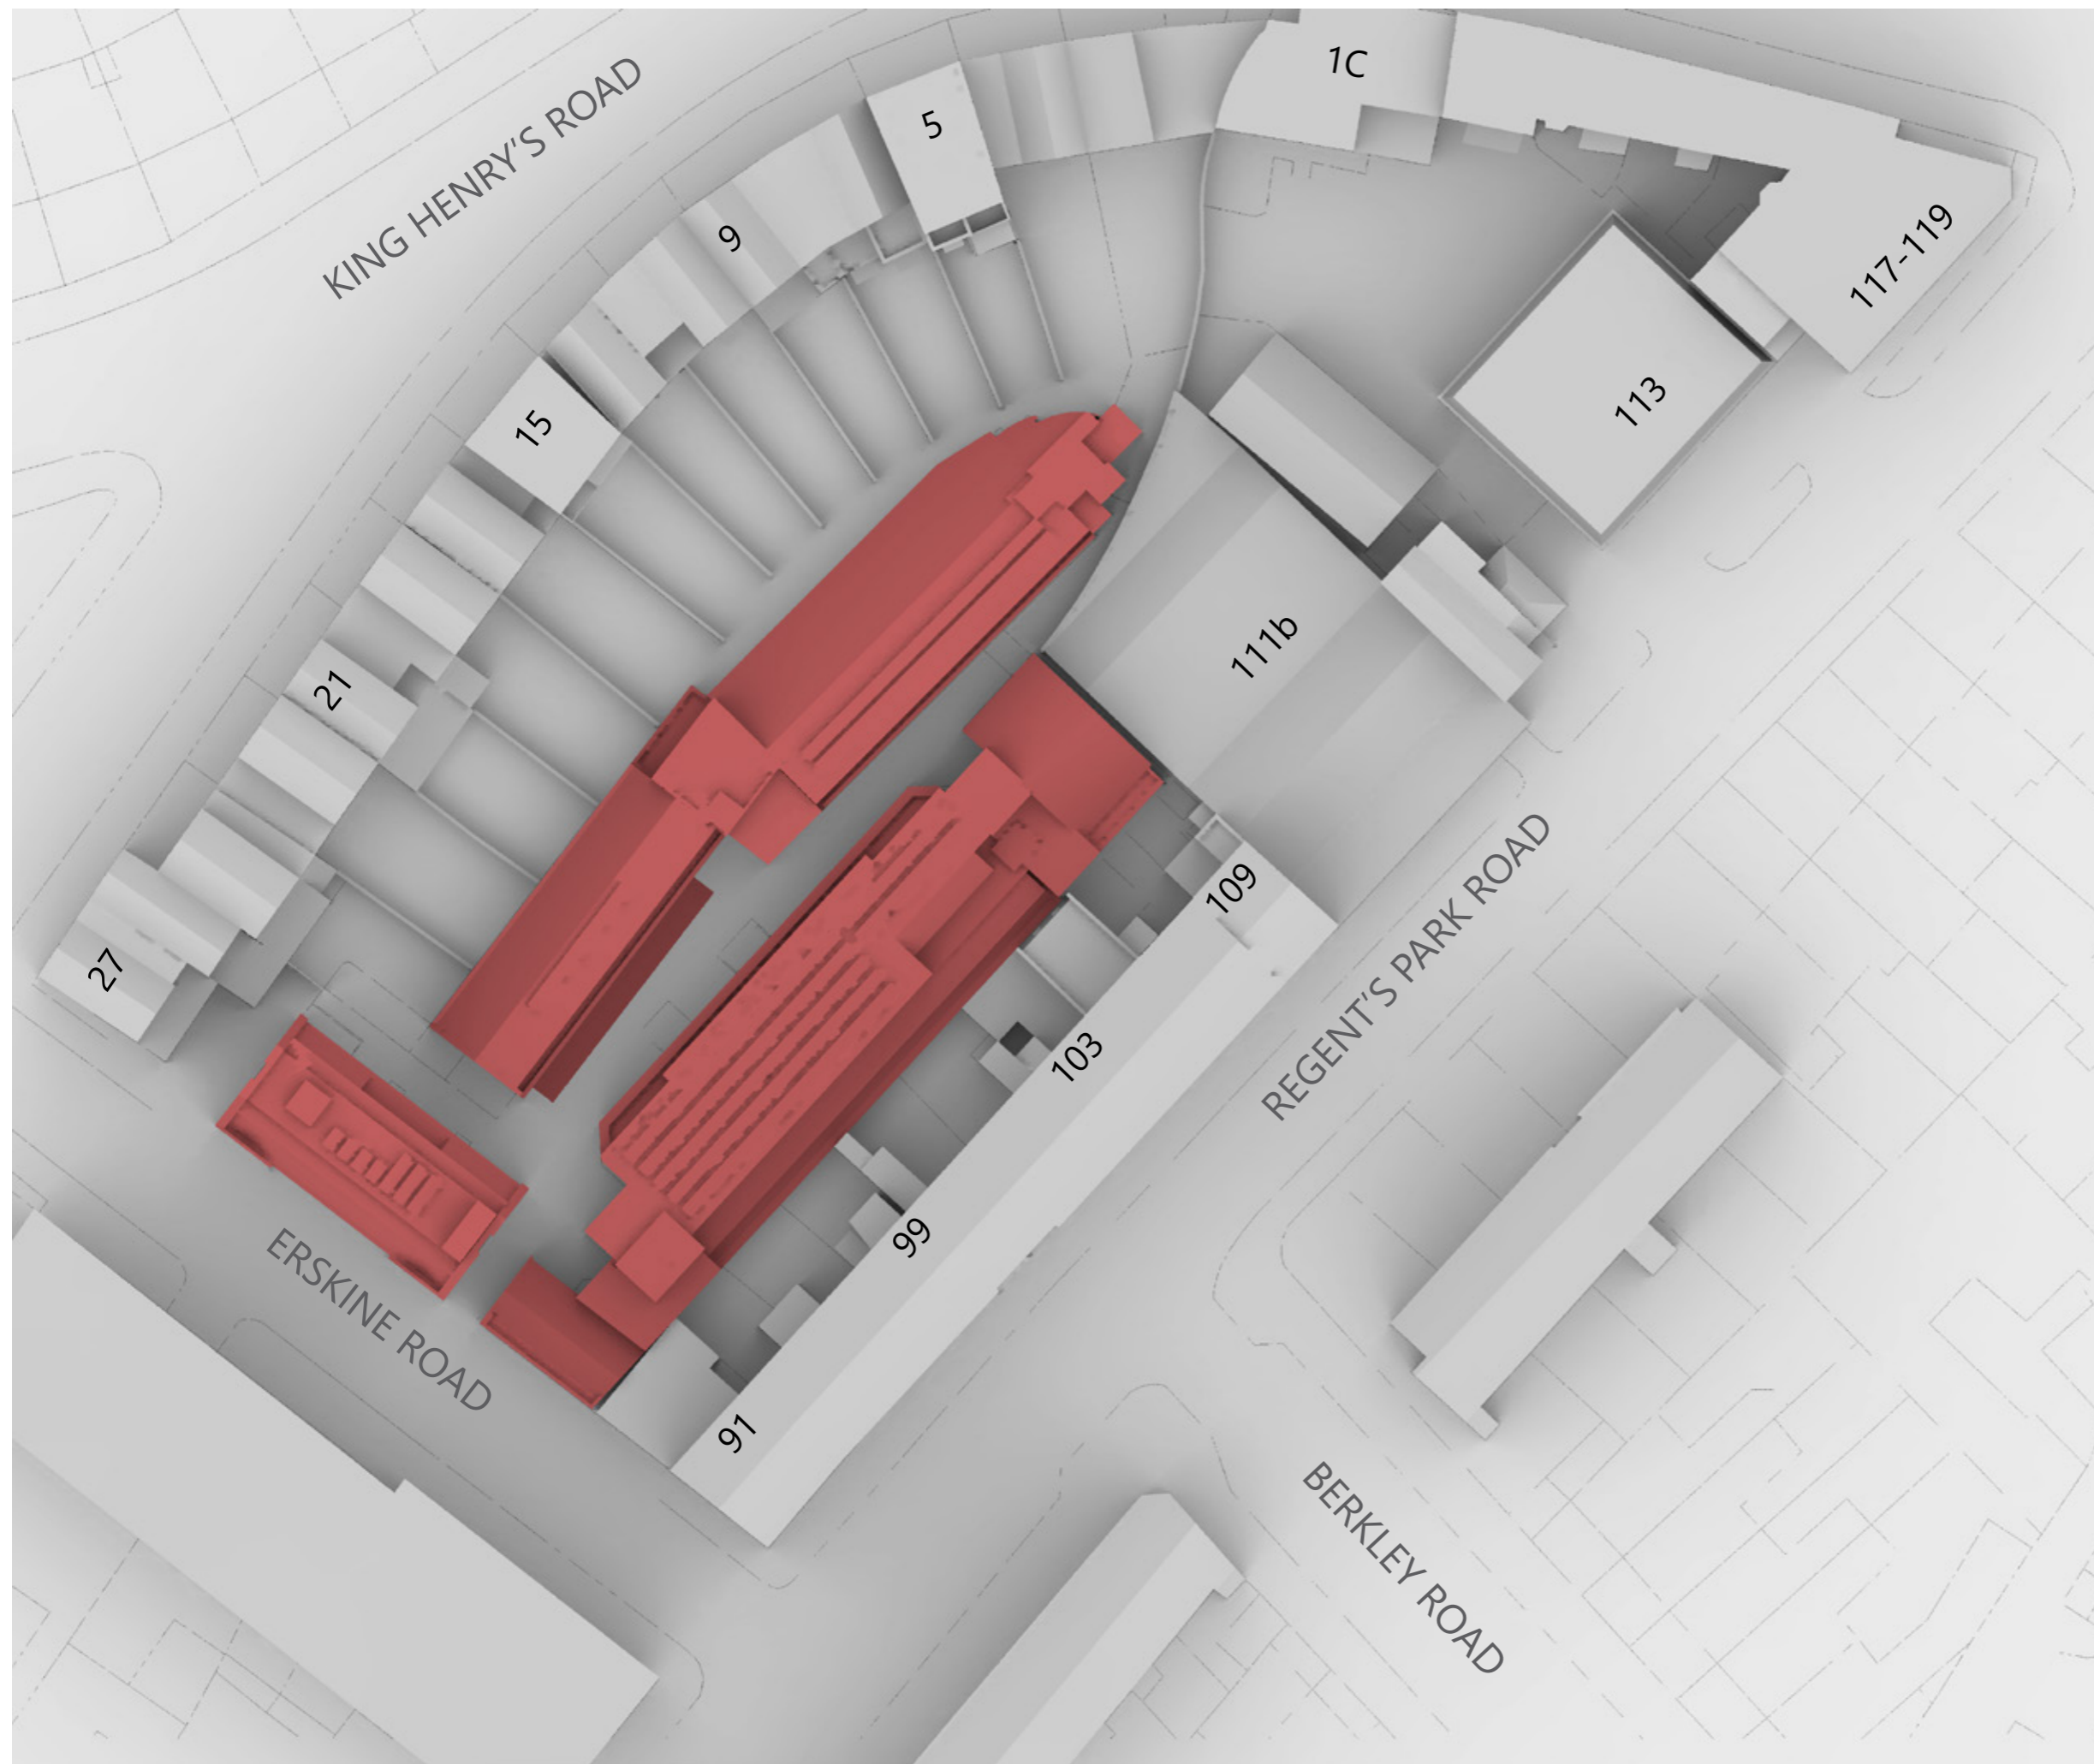 1C
KING HENRY'S ROAD
5
9
117-119
113
15
111b
21
109
REGENT'S PARK ROAD
27
103
99
ERSKINE ROAD
91
BERKLEY ROAD